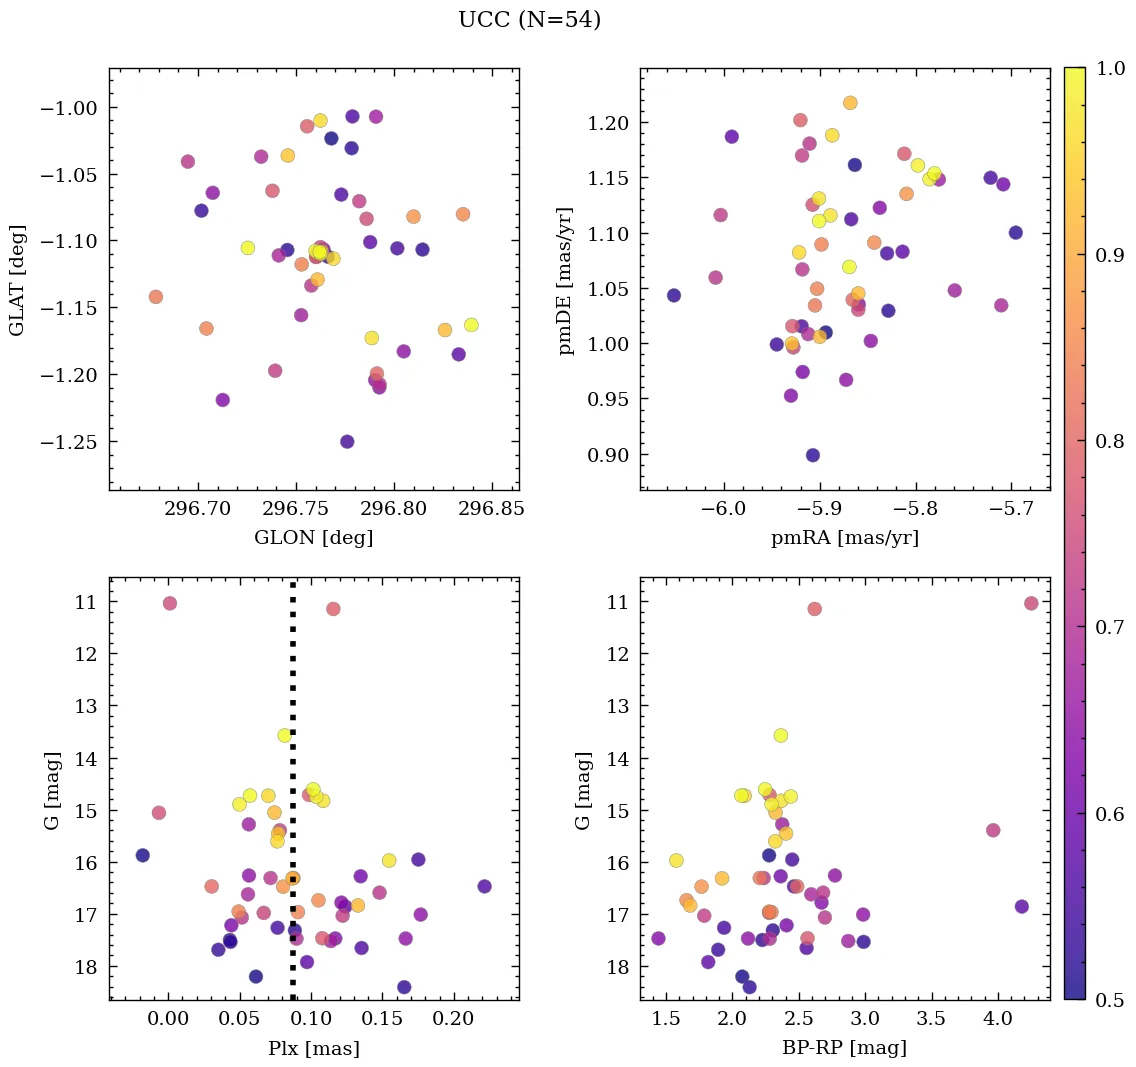 UCC (N=54)
−1.00
−1.05
−1.10
−1.15
−1.20
−1.25
GLAT [deg]
296.70 296.75 296.80 296.85
GLON [deg]
1.20
1.15
1.10
1.05
1.00
0.95
0.90
pmDE [mas/yr]
−6.0 −5.9 −5.8 −5.7
pmRA [mas/yr]
11
12
13
14
15
16
17
18
G [mag]
0.00 0.05 0.10 0.15 0.20
Plx [mas]
11
12
13
14
15
16
17
18
G [mag]
1.5 2.0 2.5 3.0 3.5 4.0
BP-RP [mag]
1.0
0.9
0.8
0.7
0.6
0.5